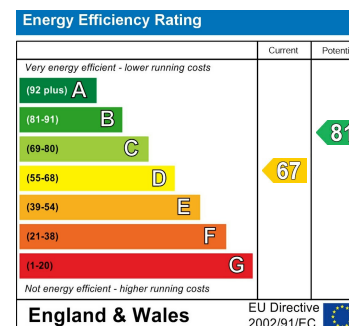 Energy Efficiency Rating
Current Potenti
Very energy efficient - lower running costs
(92 plus) A
(81-91) B
(69-80) C
(55-68) D
(39-54) E
(21-38) F
(1-20) G
67
81
Not energy efficient - higher running costs
England & Wales
EU Directive
2002/91/EC